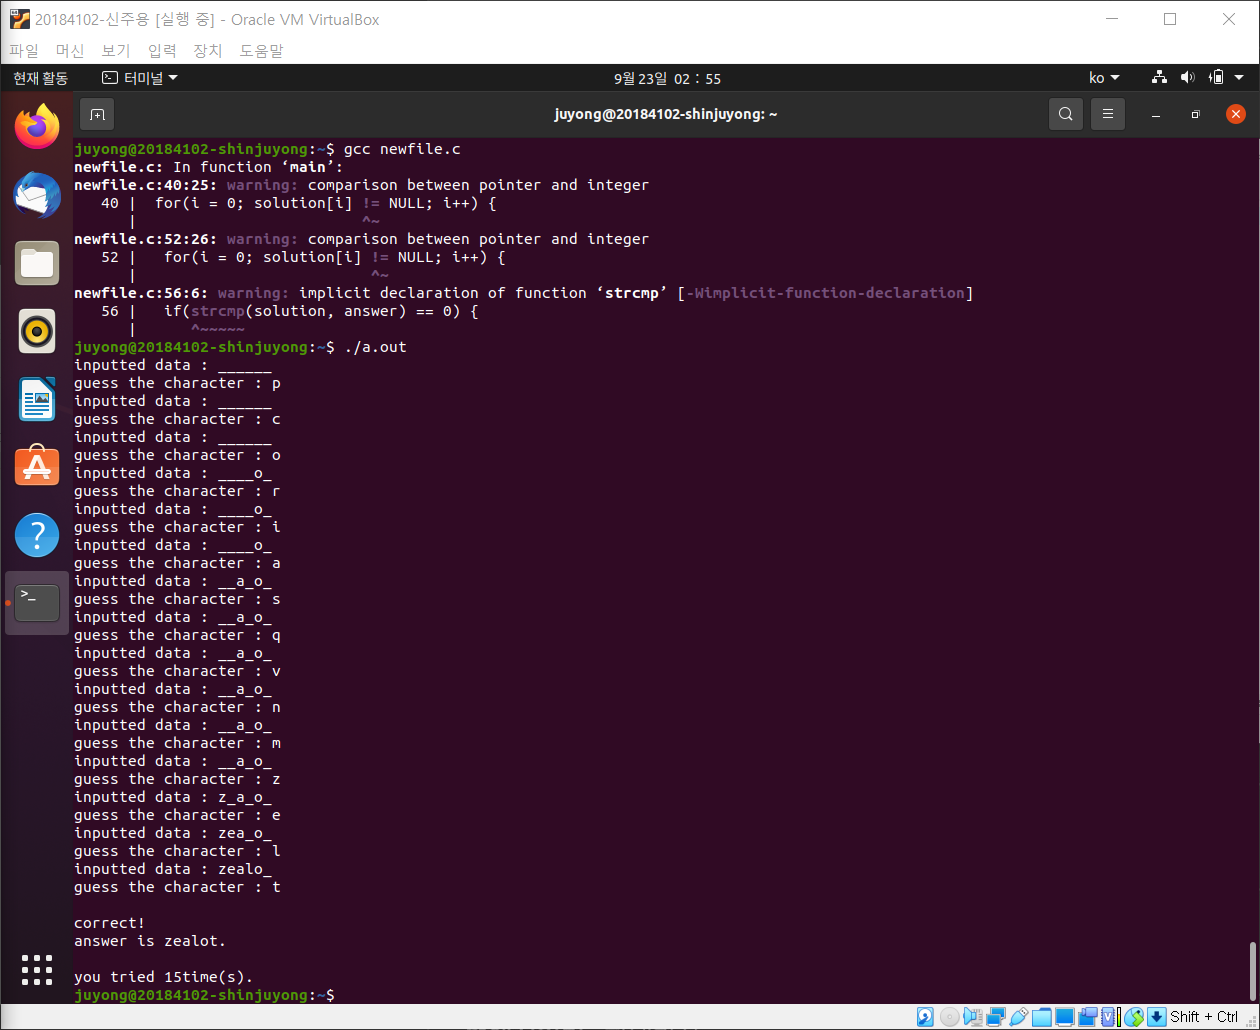 20184102-신주용 [실행 중] - Oracle VM VirtualBox
파일 머신 보기 입력 장치 도움말
현재 활동 터미널 9월 23일 02 : 55 ko
juyong@20184102-shinjuyong: ~
juyong@20184102-shinjuyong:~$ gcc newfile.c
newfile.c: In function ‘main’:
newfile.c:40:25: warning: comparison between pointer and integer
   40 |  for(i = 0; solution[i] != NULL; i++) {
      |                         ^~
newfile.c:52:26: warning: comparison between pointer and integer
   52 |   for(i = 0; solution[i] != NULL; i++) {
      |                          ^~
newfile.c:56:6: warning: implicit declaration of function ‘strcmp’ [-Wimplicit-function-declaration]
   56 |   if(strcmp(solution, answer) == 0) {
      |      ^~~~~~
juyong@20184102-shinjuyong:~$ ./a.out
inputted data : ______
guess the character : p
inputted data : ______
guess the character : c
inputted data : ______
guess the character : o
inputted data : ____o_
guess the character : r
inputted data : ____o_
guess the character : i
inputted data : ____o_
guess the character : a
inputted data : __a_o_
guess the character : s
inputted data : __a_o_
guess the character : q
inputted data : __a_o_
guess the character : v
inputted data : __a_o_
guess the character : n
inputted data : __a_o_
guess the character : m
inputted data : __a_o_
guess the character : z
inputted data : z_a_o_
guess the character : e
inputted data : zea_o_
guess the character : l
inputted data : zealo_
guess the character : t

correct!
answer is zealot.

you tried 15time(s).
juyong@20184102-shinjuyong:~$
Shift + Ctrl